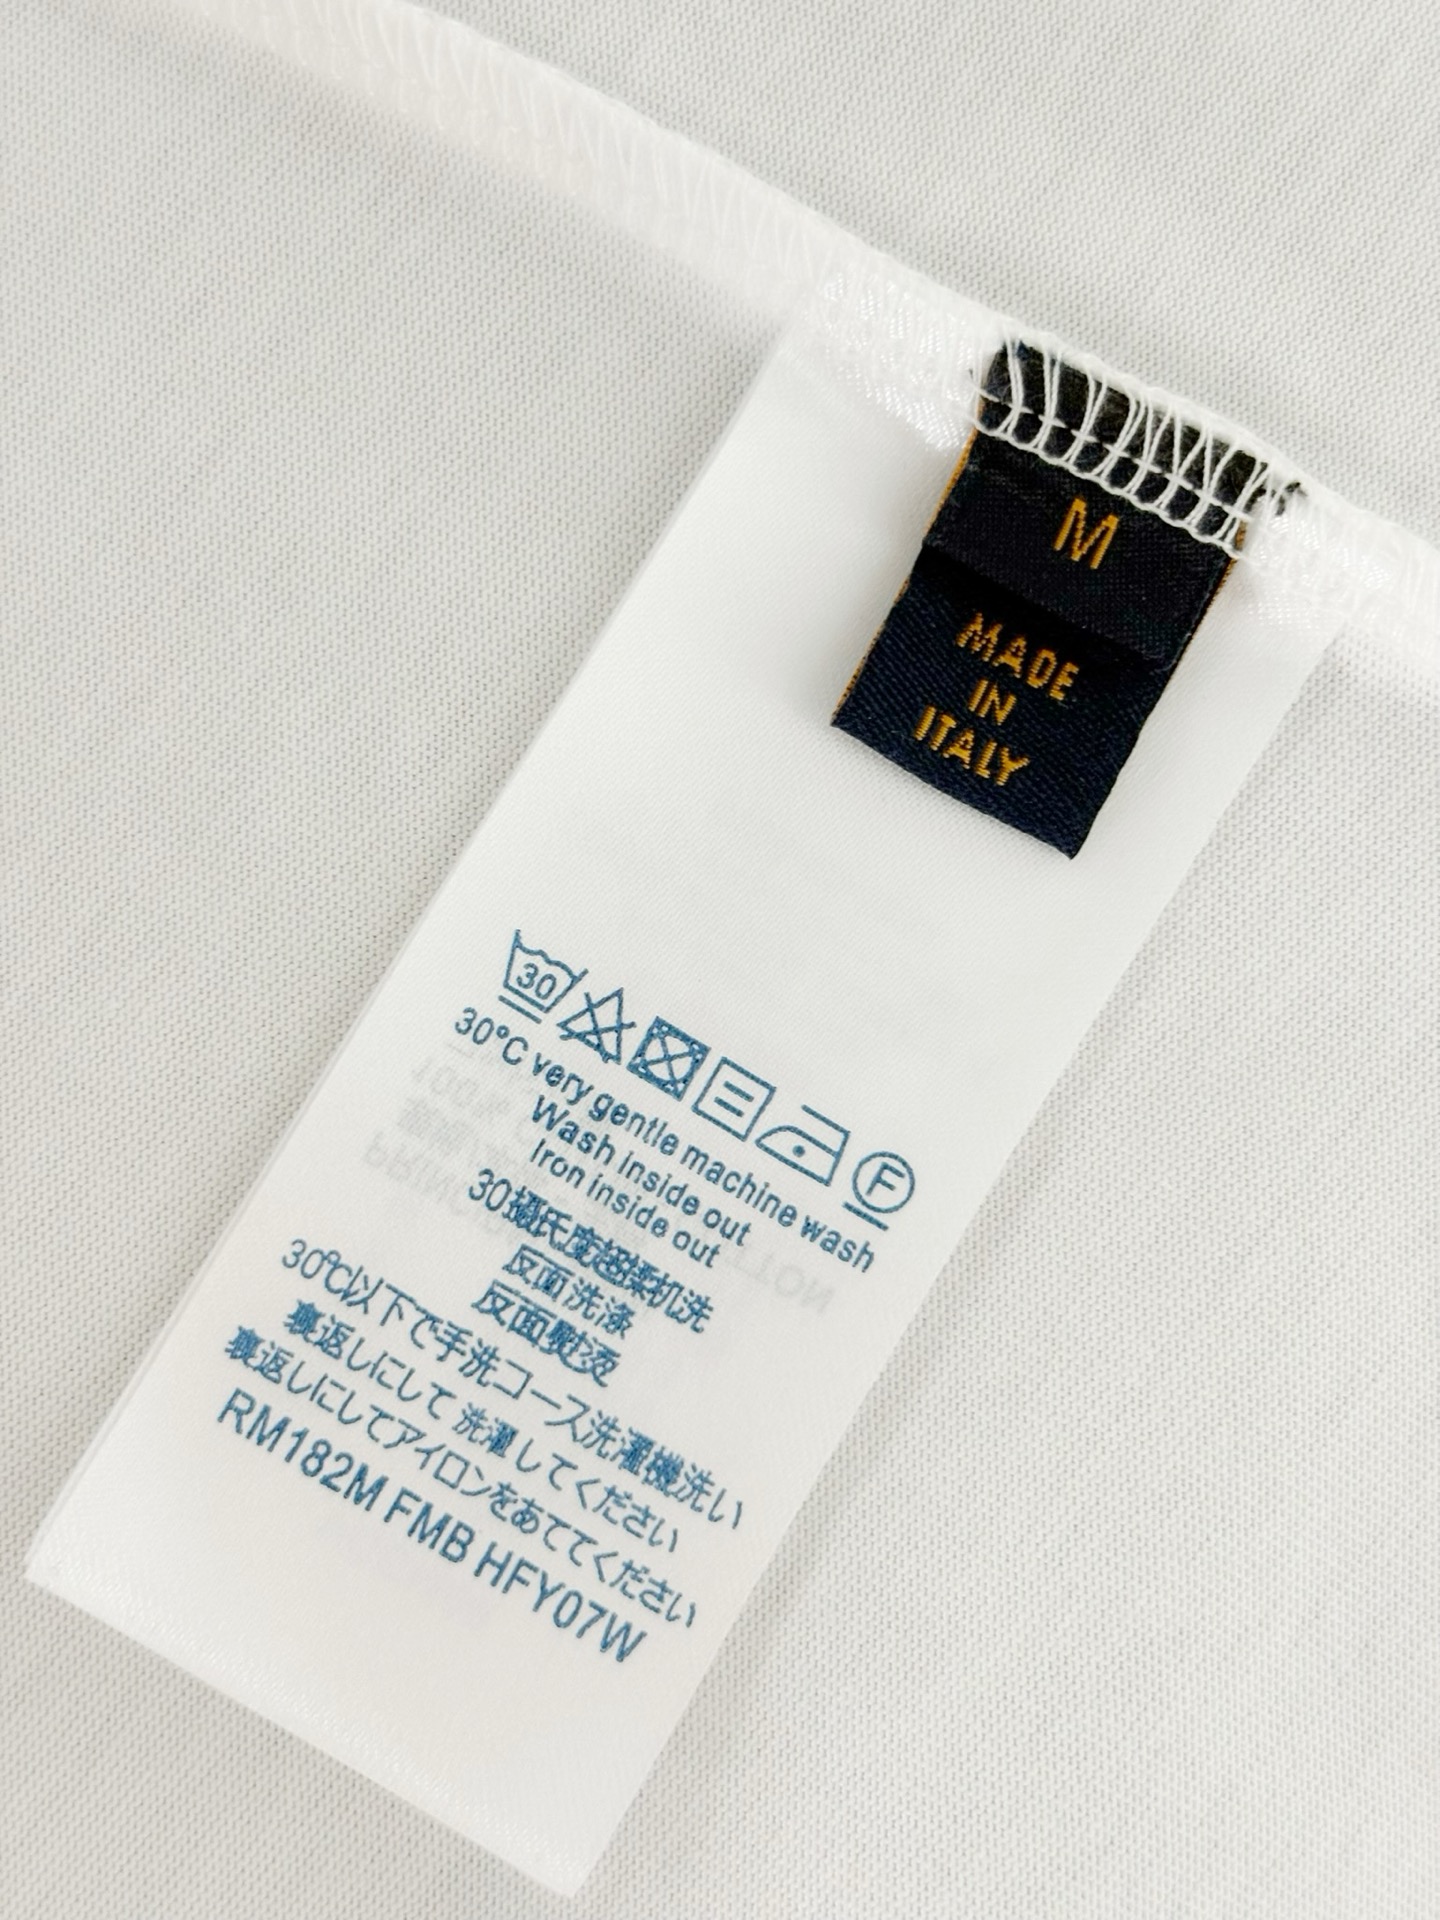 M
MADE
IN
ITALY
30
F
30°C very gentle machine wash
Wash inside out
Iron inside out
30摄氏度超柔机洗
反面洗涤
反面熨烫
30℃以下で手洗コース洗濯機洗い
裏返しにして 洗濯 してください
裏返しにしてアイロンをあててください
RM182M FMB HFY07W